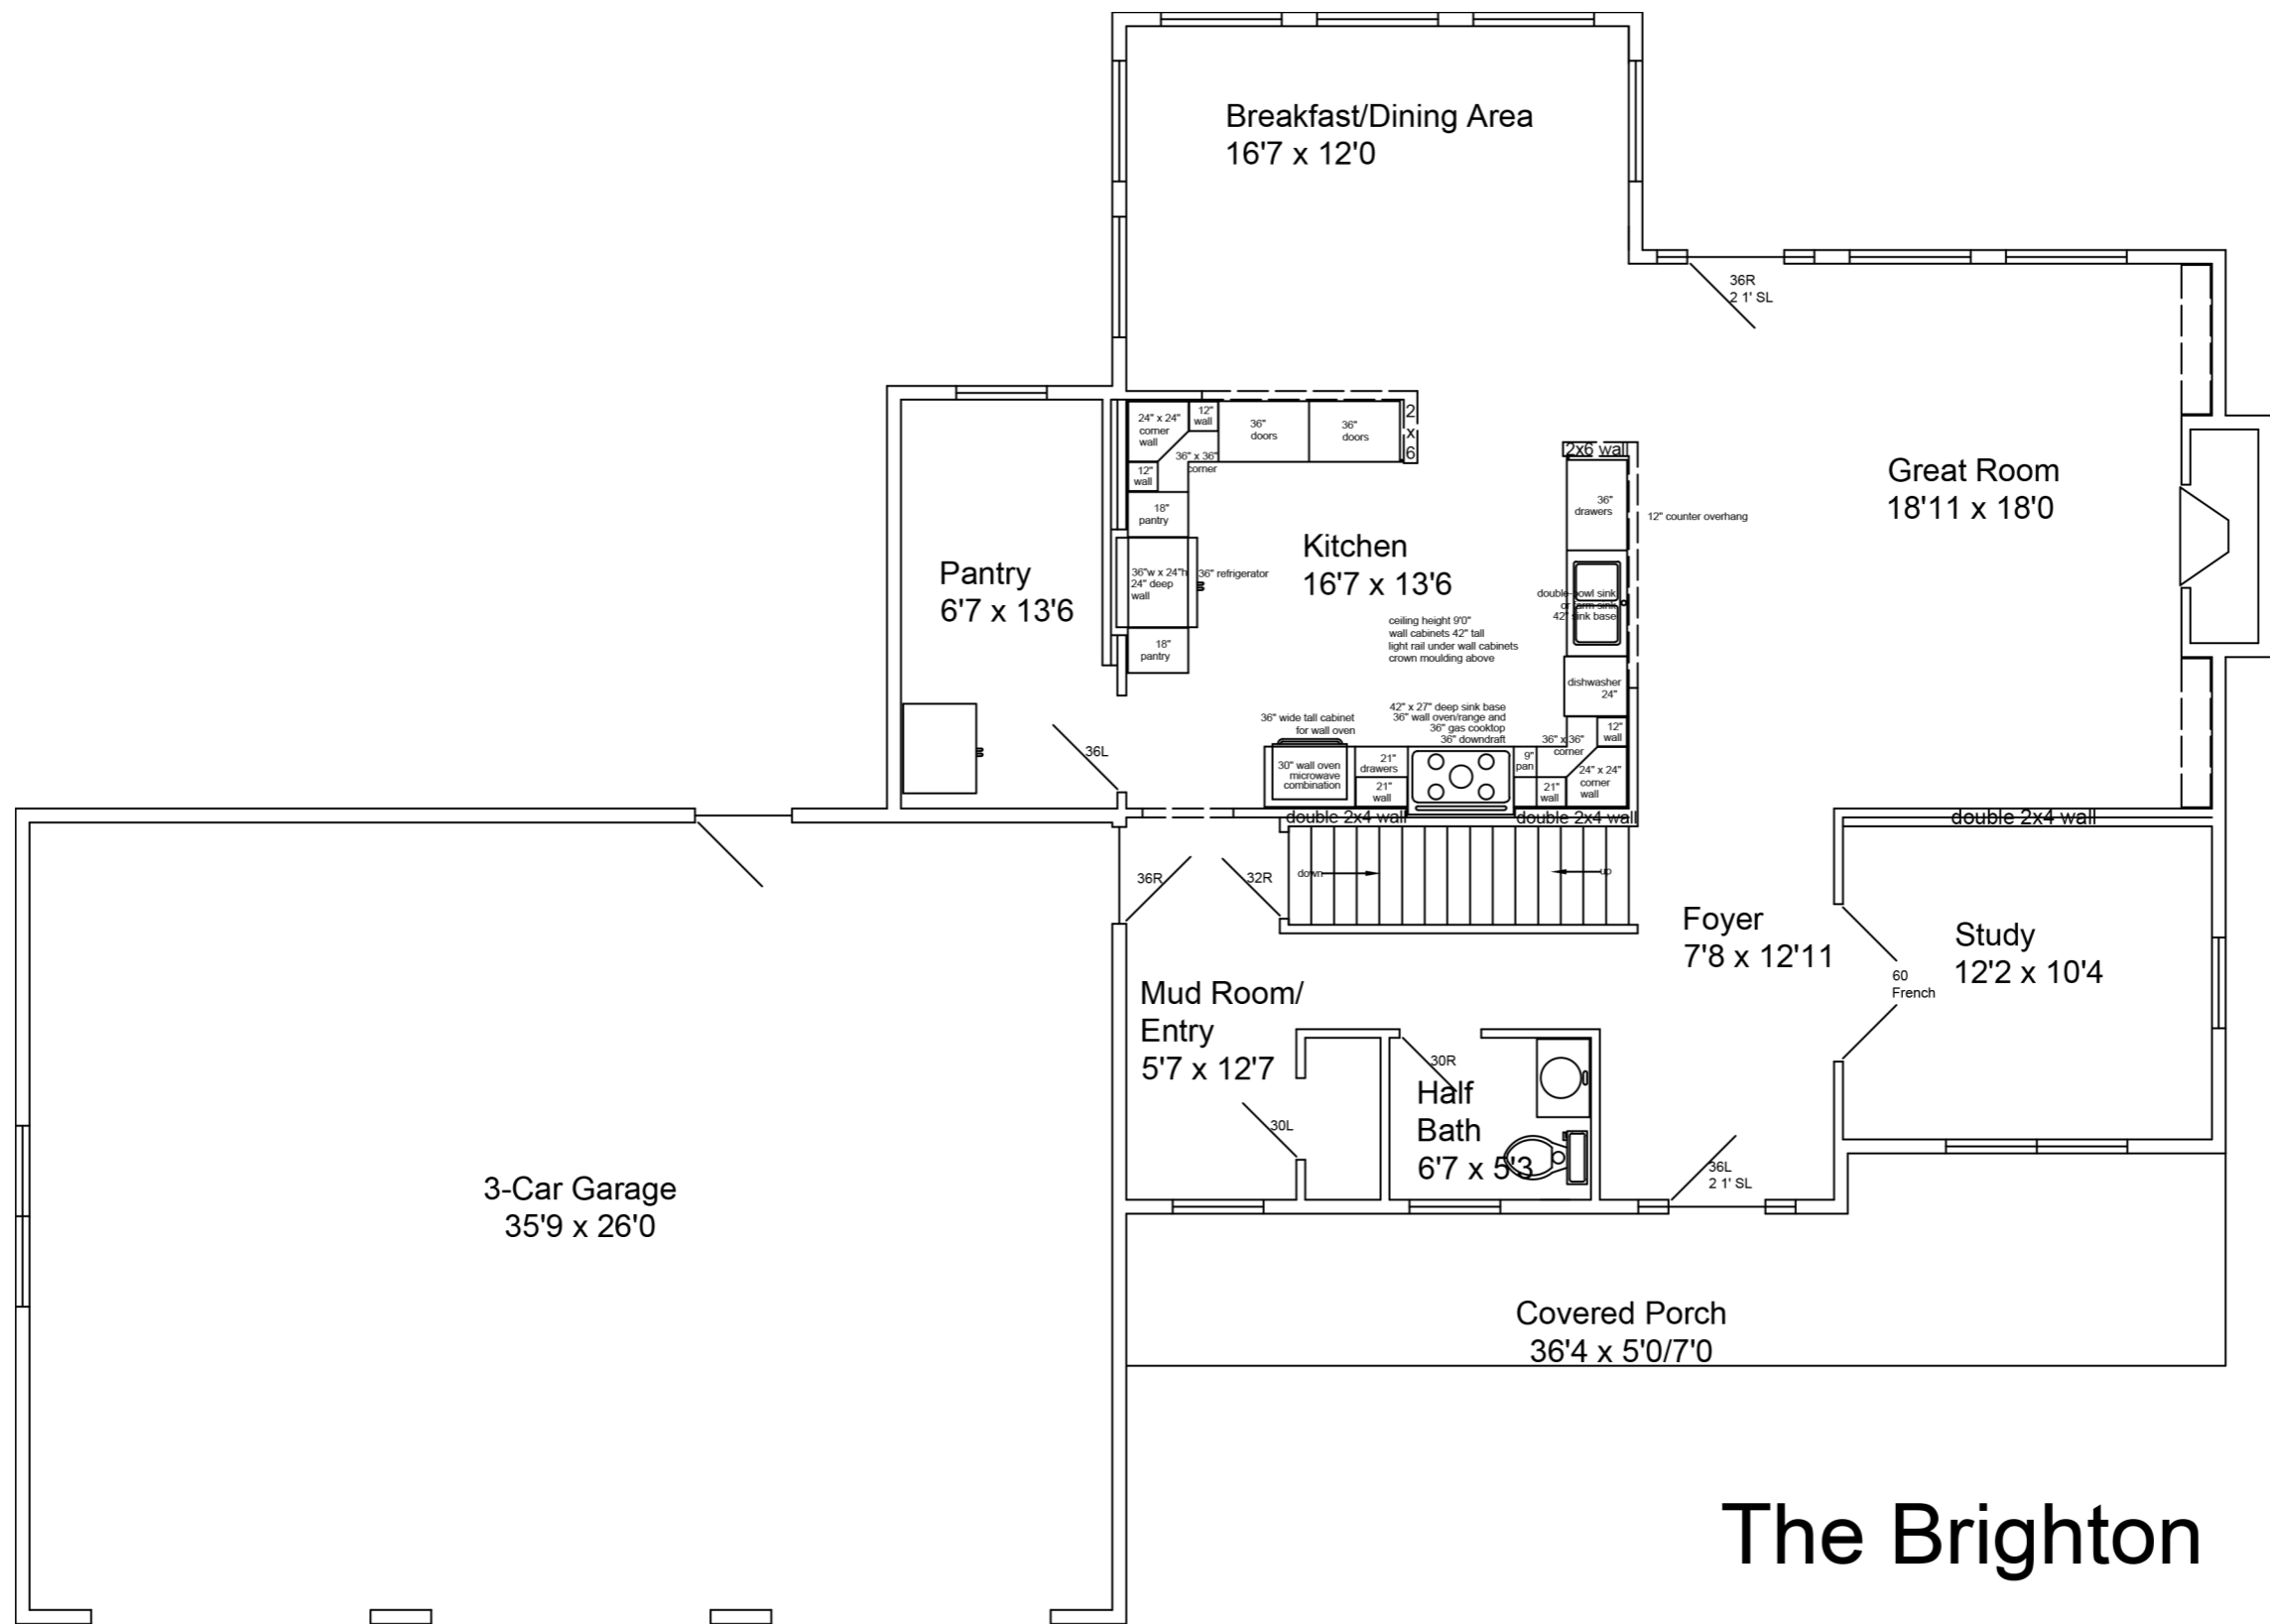 Breakfast/Dining Area
16'7 x 12'0
36R
2 1' SL
24" x 24"
corner
wall
12"
wall
36"
doors
36"
doors
2
x
6
36" x 36"
corner
12"
wall
18"
pantry
2x6 wall
36"
drawers
12" counter overhang
Great Room
18'11 x 18'0
Pantry
6'7 x 13'6
36"w x 24"h
24" deep
wall
36" refrigerator
Kitchen
16'7 x 13'6
double bowl sink
or farm sink
42" sink base
ceiling height 9'0"
wall cabinets 42" tall
light rail under wall cabinets
crown moulding above
18"
pantry
dishwasher
24"
36" wide tall cabinet
for wall oven
42" x 27" deep sink base
36" wall oven/range and
36" gas cooktop
36" downdraft
36" x 36"
corner
12"
wall
36L
30" wall oven
microwave
combination
21"
drawers
21"
wall
9"
pan
21"
wall
24" x 24"
corner
wall
double 2x4 wall
double 2x4 wall
double 2x4 wall
36R
32R
down
up
Foyer
7'8 x 12'11
Study
12'2 x 10'4
60
French
Mud Room/
Entry
5'7 x 12'7
30R
Half
Bath
6'7 x 5'3
30L
36L
2 1' SL
3-Car Garage
35'9 x 26'0
Covered Porch
36'4 x 5'0/7'0
The Brighton